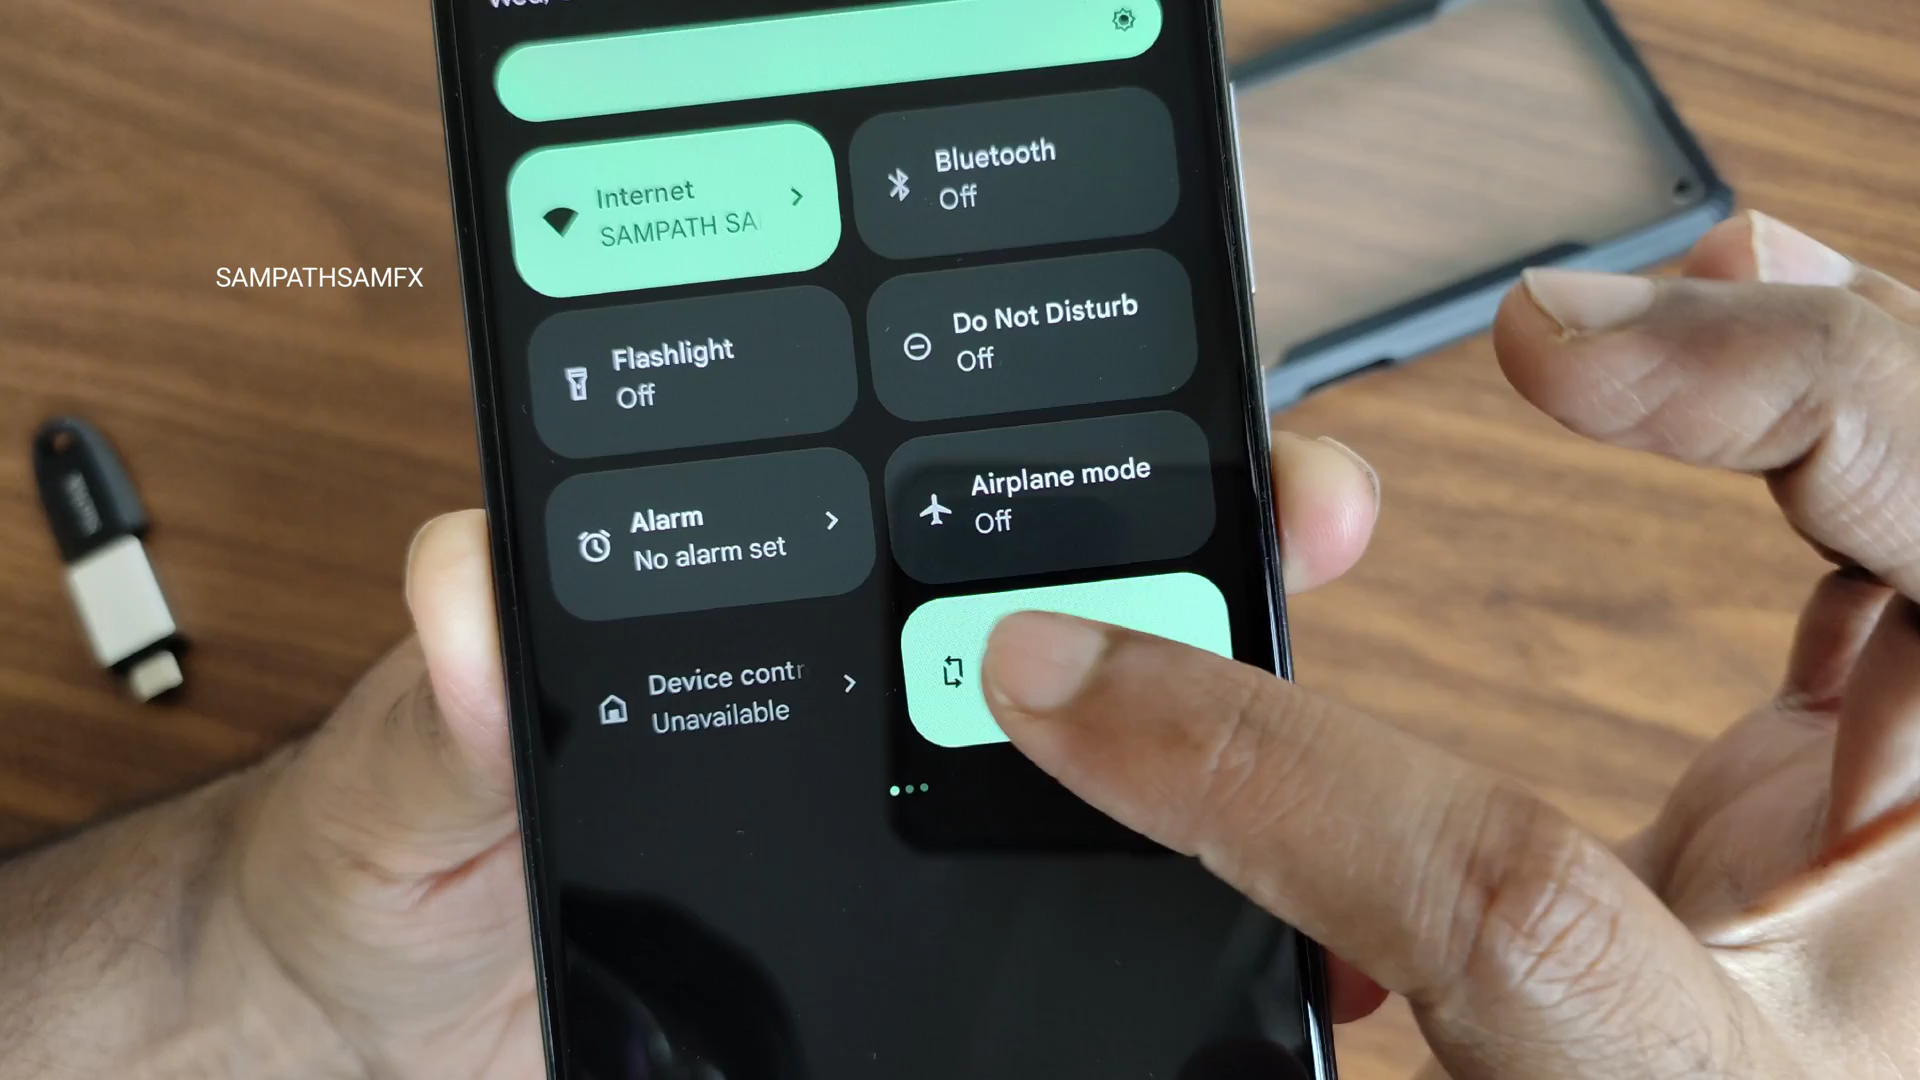 Wed,
Internet
SAMPATH SA
Bluetooth
Off
SAMPATHSAMFX
Flashlight
Off
Do Not Disturb
Off
Alarm
No alarm set
Airplane mode
Off
Device contr
Unavailable